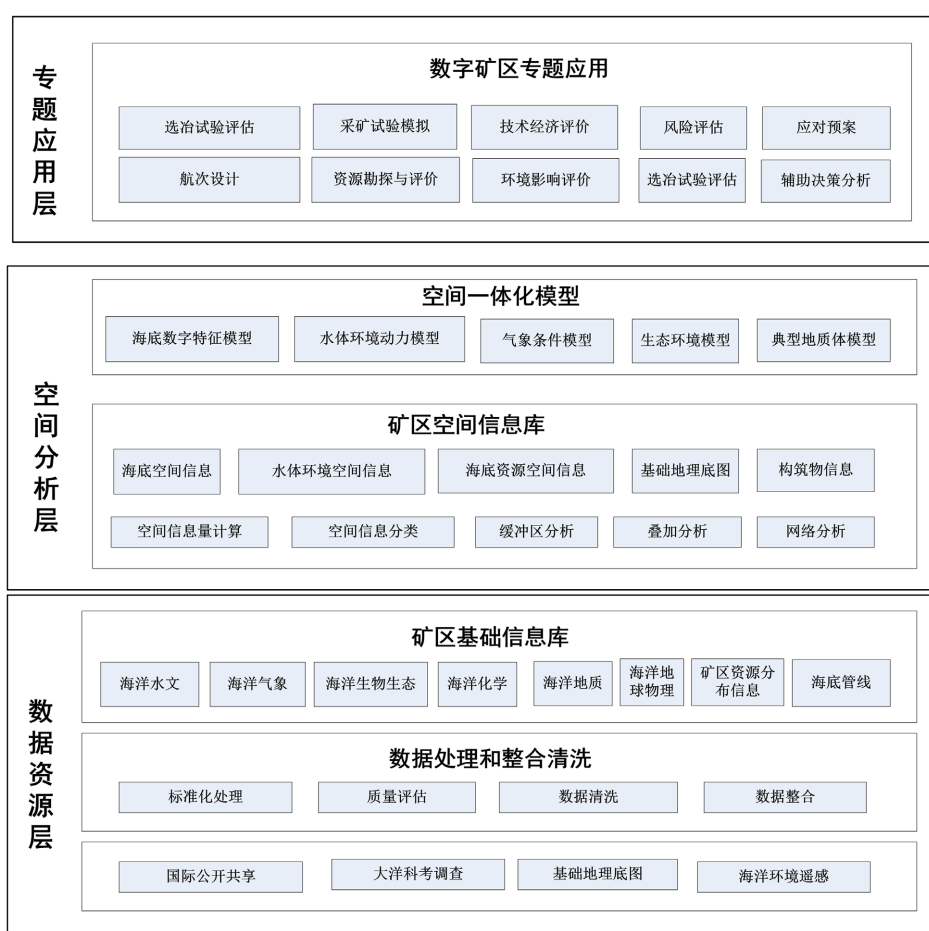 专题应用层
数字矿区专题应用
选冶试验评估
采矿试验模拟
技术经济评价
风险评估
应对预案
航次设计
资源勘探与评价
环境影响评价
选冶试验评估
辅助决策分析
空间分析层
空间一体化模型
海底数字特征模型
水体环境动力模型
气象条件模型
生态环境模型
典型地质体模型
矿区空间信息库
海底空间信息
水体环境空间信息
海底资源空间信息
基础地理底图
构筑物信息
空间信息量计算
空间信息分类
缓冲区分析
叠加分析
网络分析
数据资源层
矿区基础信息库
海洋水文
海洋气象
海洋生物生态
海洋化学
海洋地质
海洋地
球物理
矿区资源分
布信息
海底管线
数据处理和整合清洗
标准化处理
质量评估
数据清洗
数据整合
国际公开共享
大洋科考调查
基础地理底图
海洋环境遥感